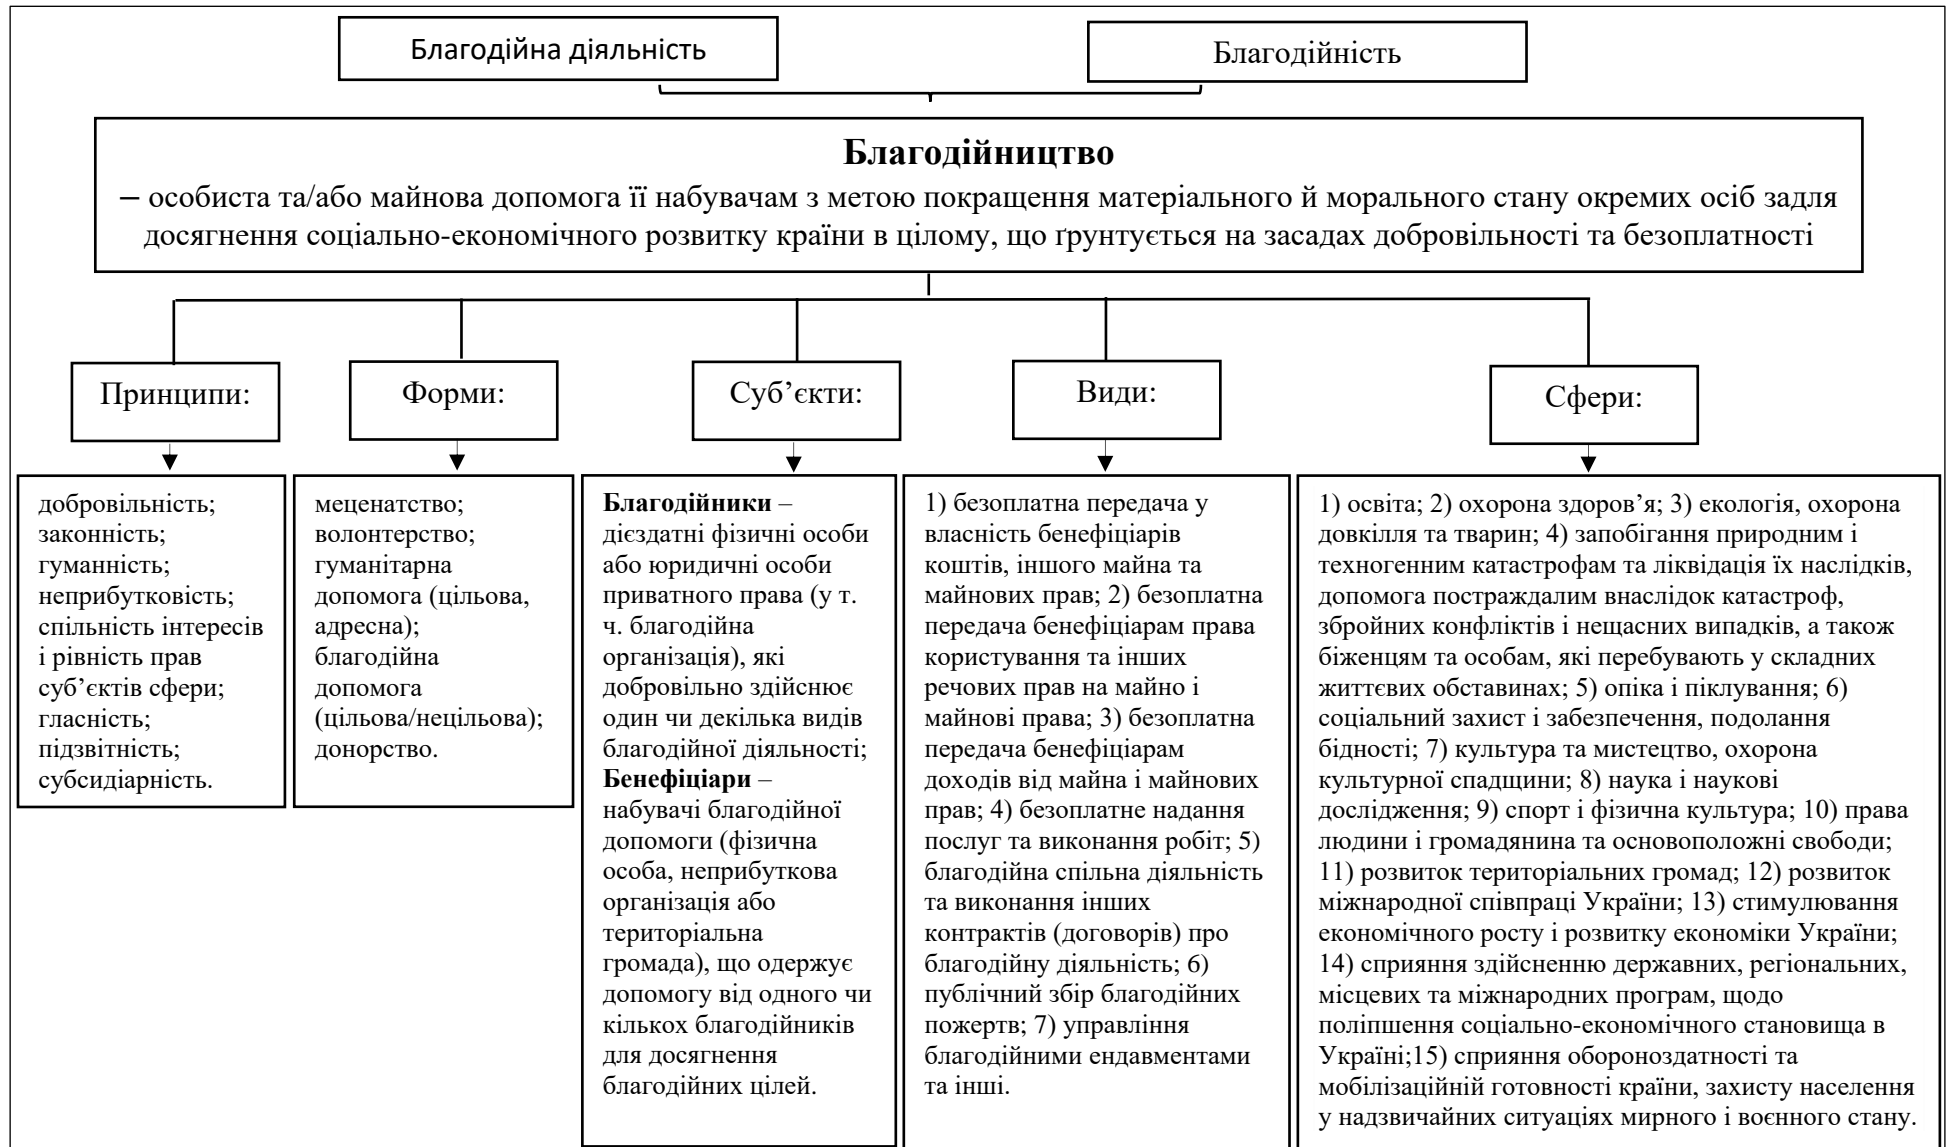 Благодійна діяльність
Благодійність
Благодійництво
– особиста та/або майнова допомога її набувачам з метою покращення матеріального й морального стану окремих осіб задля
досягнення соціально-економічного розвитку країни в цілому, що ґрунтується на засадах добровільності та безоплатності
Принципи:
Форми:
Суб’єкти:
Види:
Сфери:
добровільність;
законність;
гуманність;
неприбутковість;
спільність інтересів
і рівність прав
суб’єктів сфери;
гласність;
підзвітність;
субсидіарність.
меценатство;
волонтерство;
гуманітарна
допомога (цільова,
адресна);
благодійна
допомога
(цільова/нецільова);
донорство.
Благодійники –
дієздатні фізичні особи
або юридичні особи
приватного права (у т.
ч. благодійна
організація), які
добровільно здійснює
один чи декілька видів
благодійної діяльності;
Бенефіціари –
набувачі благодійної
допомоги (фізична
особа, неприбуткова
організація або
територіальна
громада), що одержує
допомогу від одного чи
кількох благодійників
для досягнення
благодійних цілей.
1) безоплатна передача у
власність бенефіціарів
коштів, іншого майна та
майнових прав; 2) безоплатна
передача бенефіціарам права
користування та інших
речових прав на майно і
майнові права; 3) безоплатна
передача бенефіціарам
доходів від майна і майнових
прав; 4) безоплатне надання
послуг та виконання робіт; 5)
благодійна спільна діяльність
та виконання інших
контрактів (договорів) про
благодійну діяльність; 6)
публічний збір благодійних
пожертв; 7) управління
благодійними ендавментами
та інші.
1) освіта; 2) охорона здоров’я; 3) екологія, охорона
довкілля та тварин; 4) запобігання природним і
техногенним катастрофам та ліквідація їх наслідків,
допомога постраждалим внаслідок катастроф,
збройних конфліктів і нещасних випадків, а також
біженцям та особам, які перебувають у складних
життєвих обставинах; 5) опіка і піклування; 6)
соціальний захист і забезпечення, подолання
бідності; 7) культура та мистецтво, охорона
культурної спадщини; 8) наука і наукові
дослідження; 9) спорт і фізична культура; 10) права
людини і громадянина та основоположні свободи;
11) розвиток територіальних громад; 12) розвиток
міжнародної співпраці України; 13) стимулювання
економічного росту і розвитку економіки України;
14) сприяння здійсненню державних, регіональних,
місцевих та міжнародних програм, щодо
поліпшення соціально-економічного становища в
Україні;15) сприяння обороноздатності та
мобілізаційній готовності країни, захисту населення
у надзвичайних ситуаціях мирного і воєнного стану.